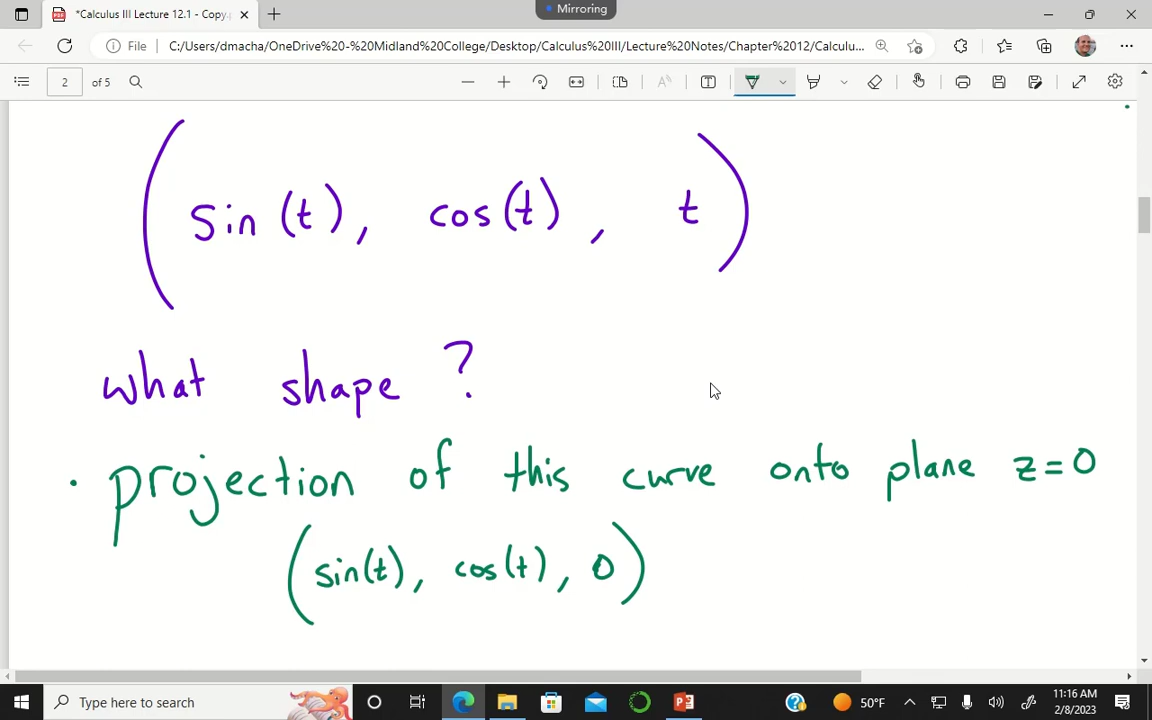 Mirroring
*Calculus III Lecture 12.1 - Copy.p
File C:/Users/dmacha/OneDrive%20-%20Midland%20College/Desktop/Calculus%20III/Lecture%20Notes/Chapter%2012/Calculu...
2 of 5
(sin(t), cos(t), t)
what shape?
• projection of this curve onto plane z=0
(sin(t), cos(t), 0)
Type here to search
50°F
11:16 AM
2/8/2023